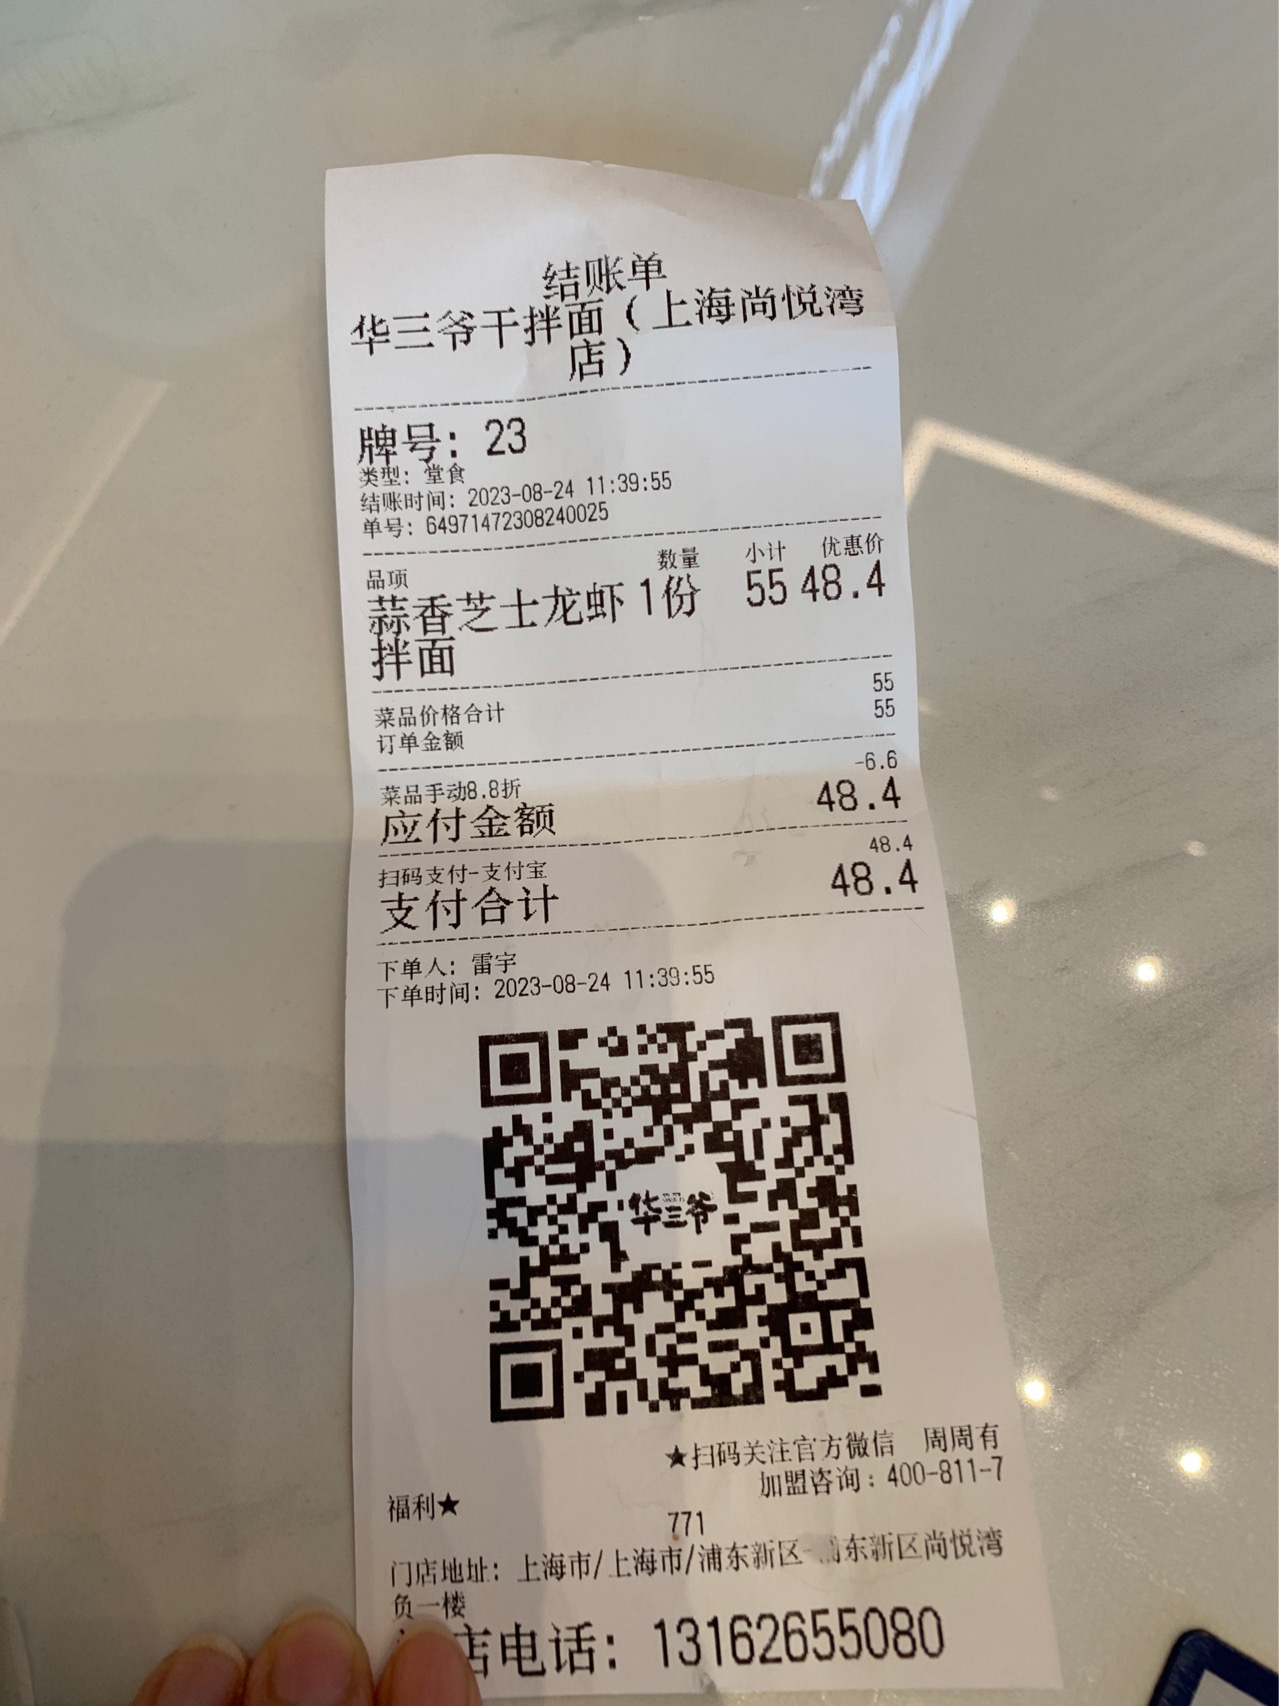 结账单
华三爷干拌面（上海尚悦湾
店）
牌号：23
类型：堂食
结账时间：2023-08-24 11:39:55
单号：64971472308240025
品项 数量 小计 优惠价
蒜香芝士龙虾 1份 55 48.4
拌面
菜品价格合计 55
订单金额 55
菜品手动8.8折 -6.6
应付金额 48.4
扫码支付-支付宝 48.4
支付合计 48.4
下单人：雷宇
下单时间：2023-08-24 11:39:55
华三爷
★扫码关注官方微信 周周有
福利★ 加盟咨询：400-811-7
771
门店地址：上海市/上海市/浦东新区 东新区尚悦湾
负一楼
店电话：13162655080